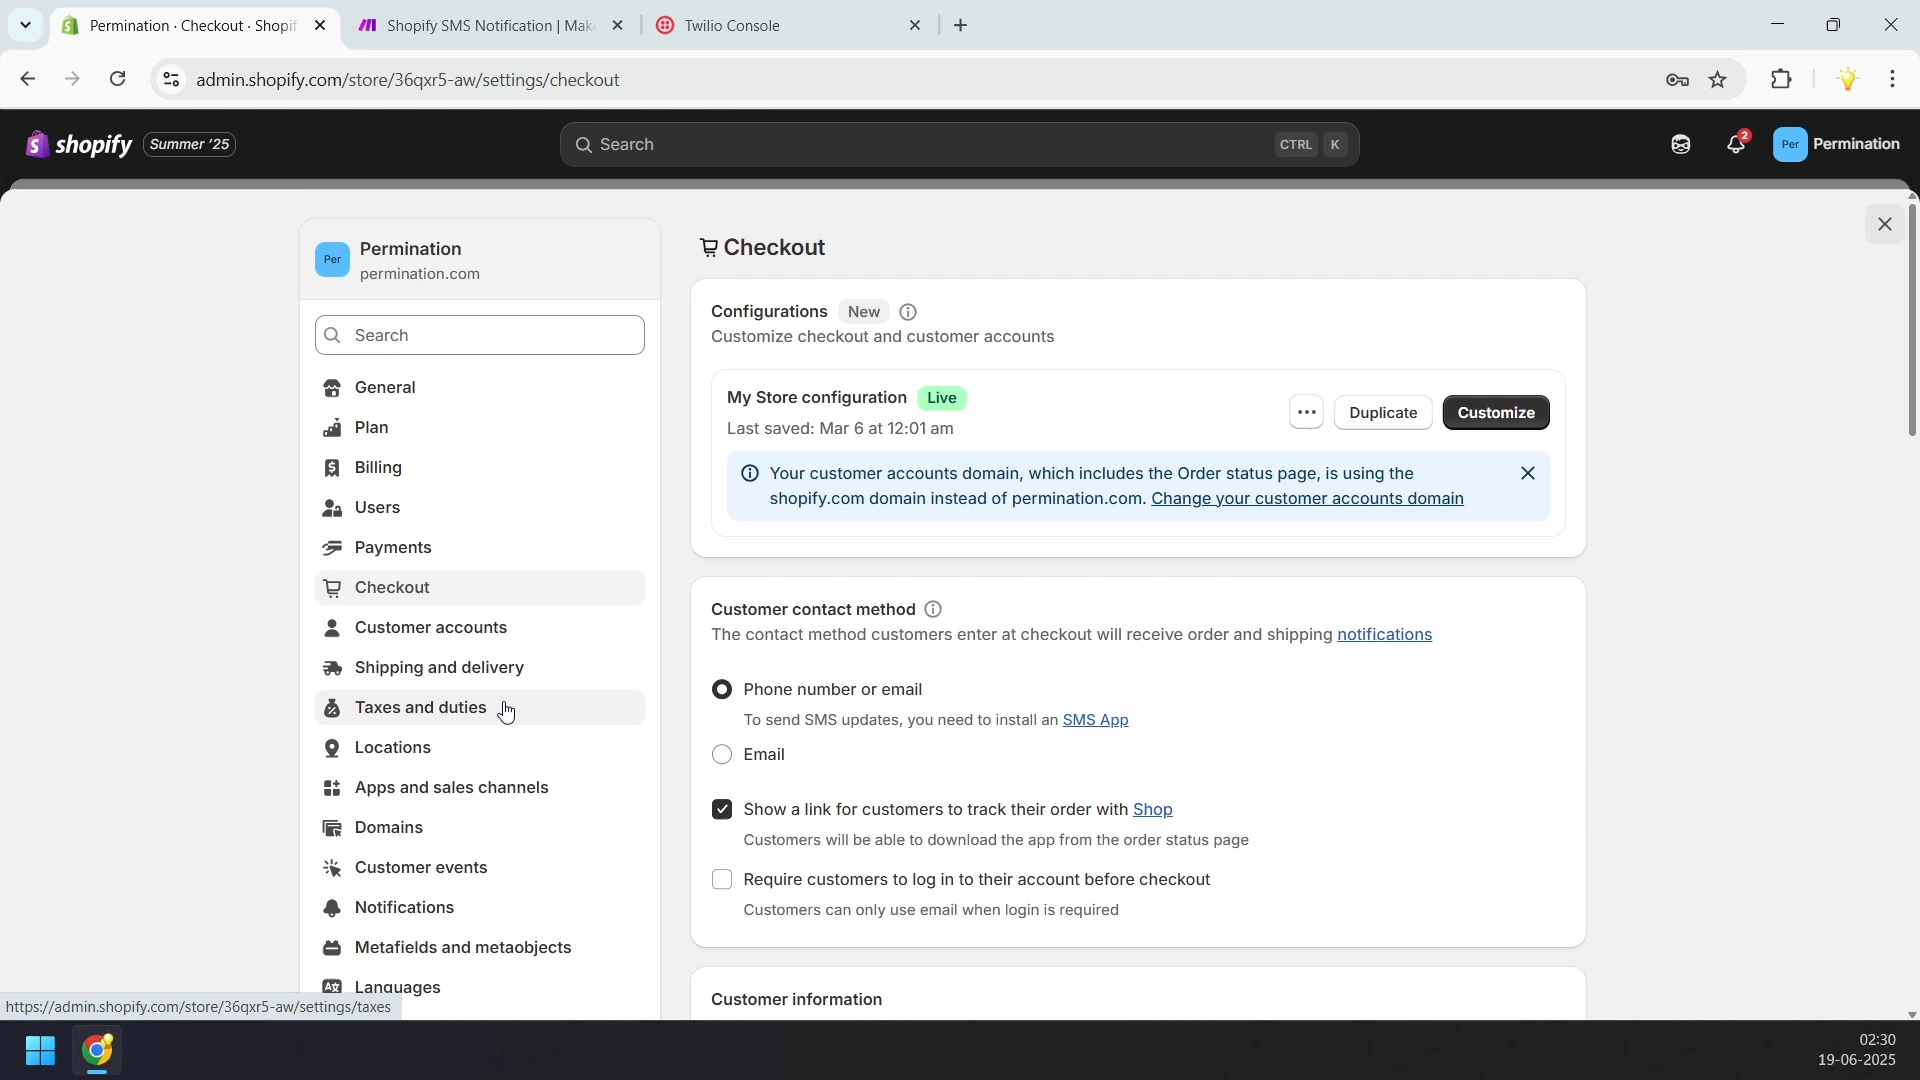 Permination · Checkout · Shopif
Shopify SMS Notification | Make
Twilio Console
admin.shopify.com/store/36qxr5-aw/settings/checkout
shopify
Summer '25
Search
CTRL K
2
Per
Permination
Per
Permination
permination.com
Search
General
Plan
Billing
Users
Payments
Checkout
Customer accounts
Shipping and delivery
Taxes and duties
Locations
Apps and sales channels
Domains
Customer events
Notifications
Metafields and metaobjects
Languages
Checkout
Configurations New
Customize checkout and customer accounts
My Store configuration Live
Last saved: Mar 6 at 12:01 am
Duplicate
Customize
Your customer accounts domain, which includes the Order status page, is using the
shopify.com domain instead of permination.com. Change your customer accounts domain
Customer contact method
The contact method customers enter at checkout will receive order and shipping notifications
Phone number or email
To send SMS updates, you need to install an SMS App
Email
Show a link for customers to track their order with Shop
Customers will be able to download the app from the order status page
Require customers to log in to their account before checkout
Customers can only use email when login is required
Customer information
https://admin.shopify.com/store/36qxr5-aw/settings/taxes
02:30
19-06-2025